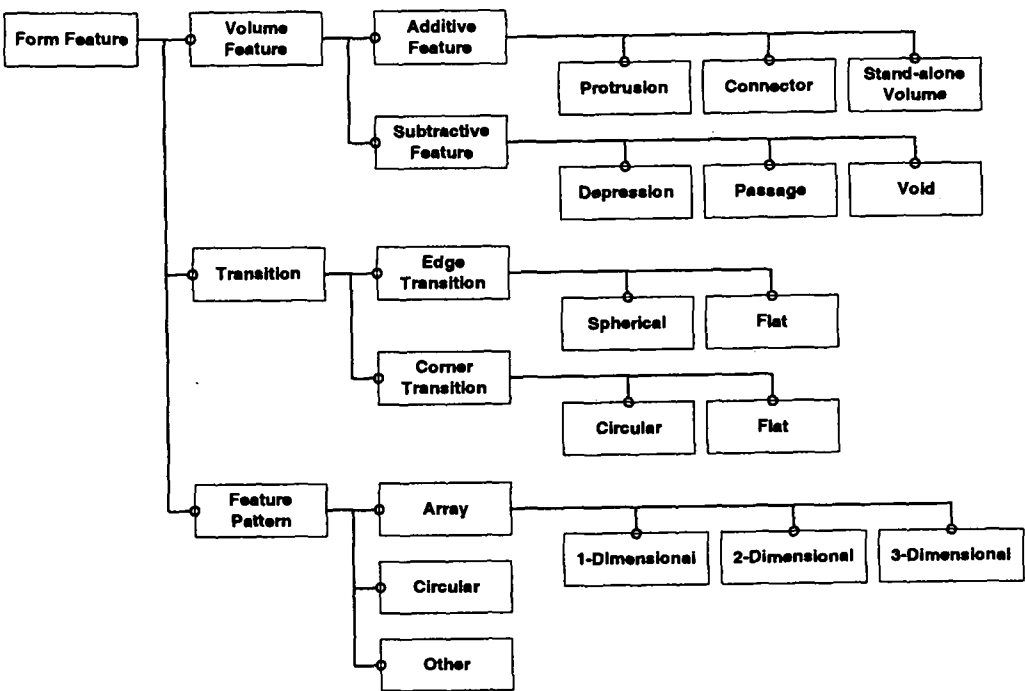 Form Feature
Volume
Feature
Additive
Feature
Protrusion
Connector
Stand-alone
Volume
Subtractive
Feature
Depression
Passage
Void
Transition
Edge
Transition
Spherical
Flat
Corner
Transition
Circular
Flat
Feature
Pattern
Array
1-Dimensional
2-Dimensional
3-Dimensional
Circular
Other